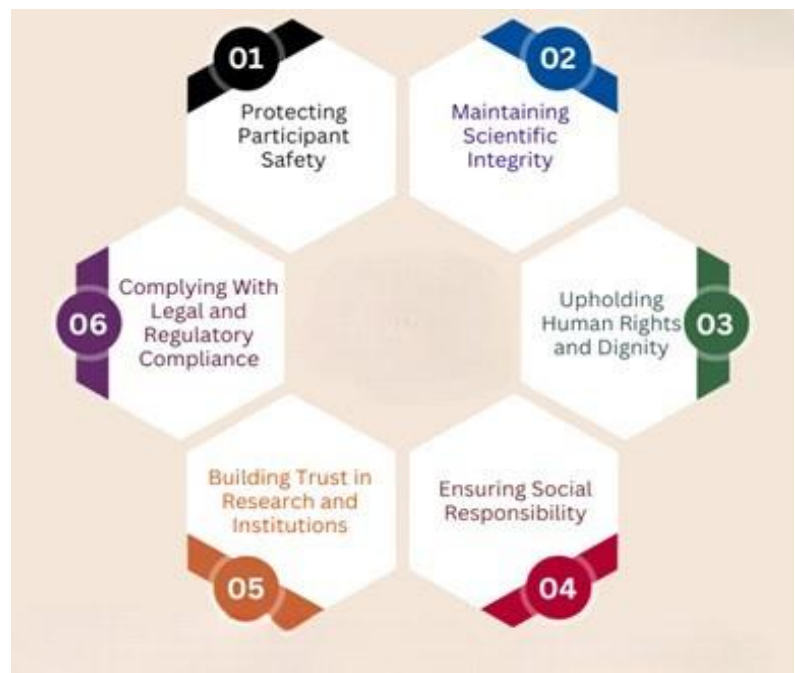 01
Protecting
Participant
Safety
02
Maintaining
Scientific
Integrity
03
Upholding
Human Rights
and Dignity
04
Ensuring Social
Responsibility
05
Building Trust in
Research and
Institutions
06
Complying With
Legal and
Regulatory
Compliance